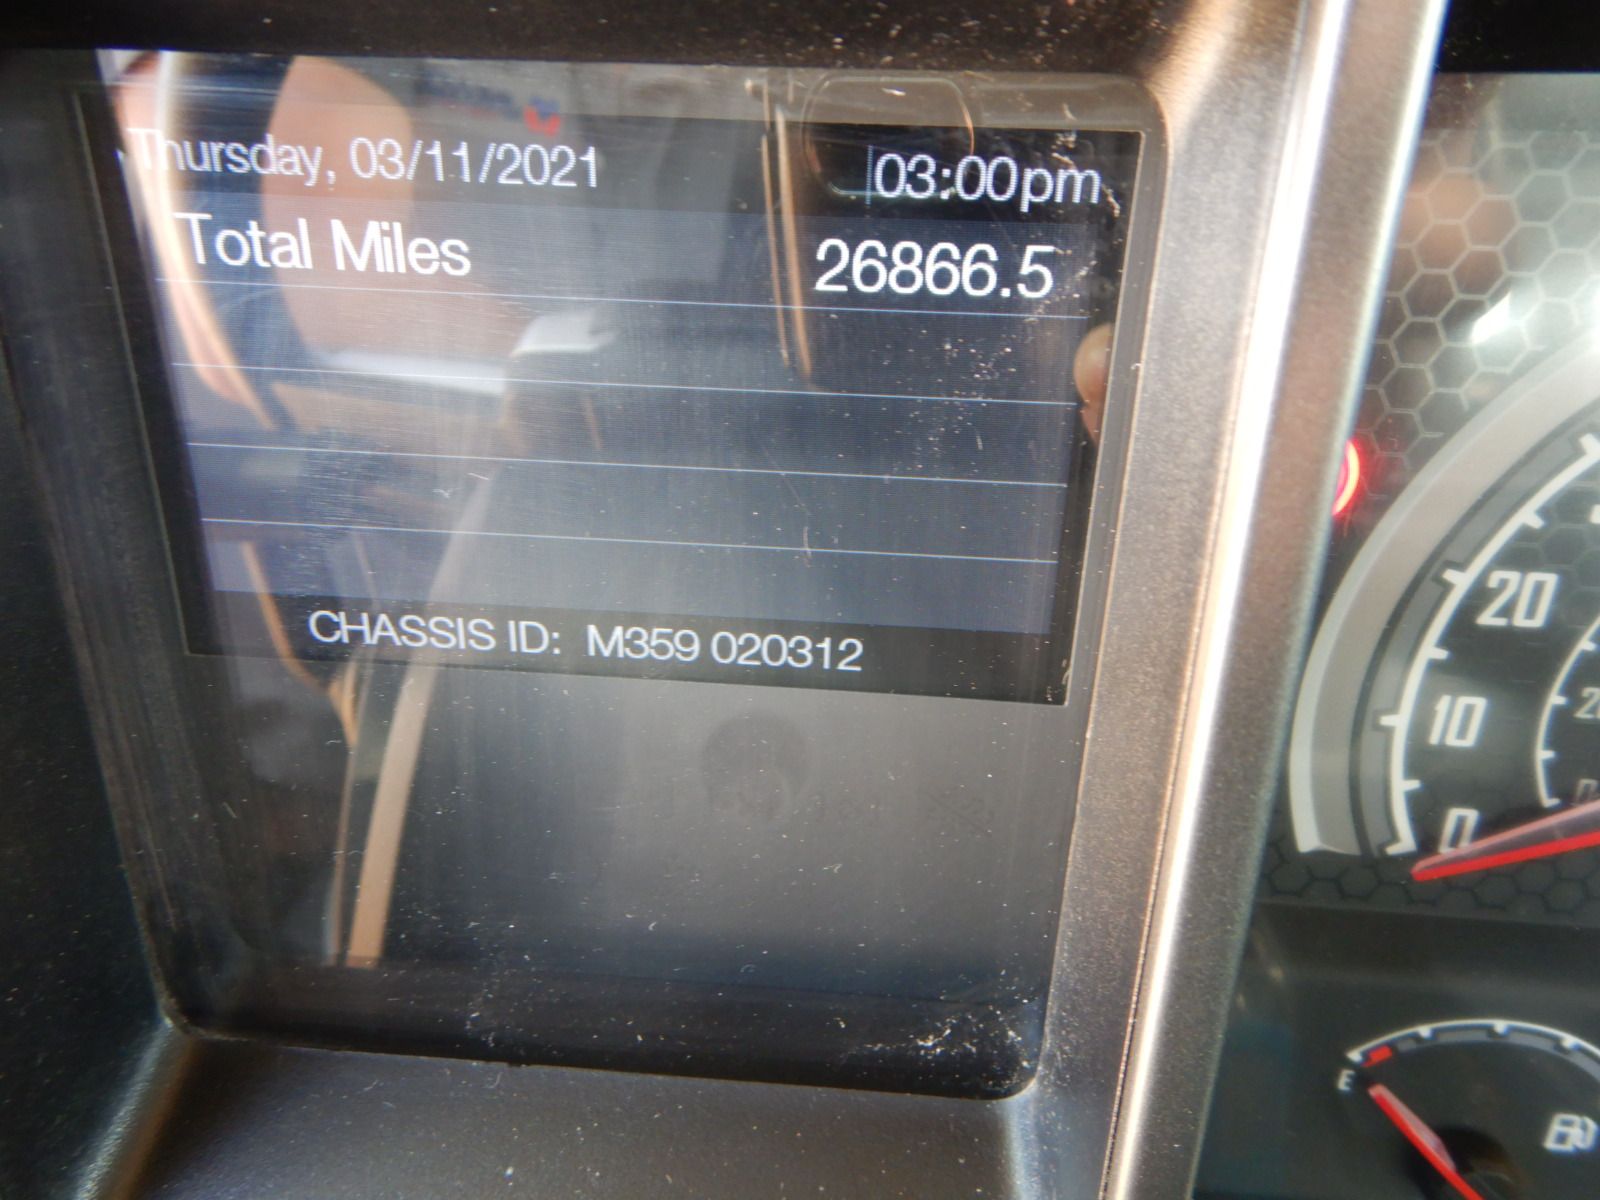 Thursday, 03/11/2021 03:00pm
Total Miles 26866.5
CHASSIS ID: M359 020312
20
10
0
E